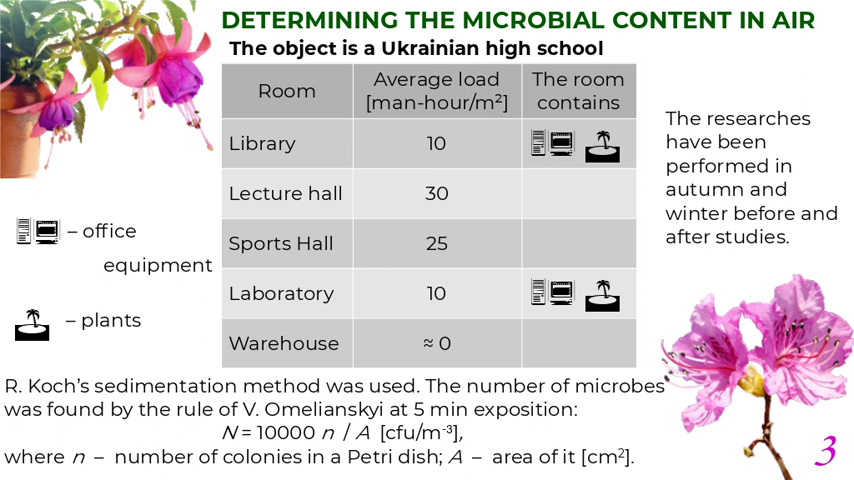 DETERMINING THE MICROBIAL CONTENT IN AIR
The object is a Ukrainian high school
Room
Average load
[man-hour/m²]
The room
contains
Library
10
Lecture hall
30
Sports Hall
25
Laboratory
10
Warehouse
≈ 0
– office
equipment
– plants
The researches
have been
performed in
autumn and
winter before and
after studies.
R. Koch’s sedimentation method was used. The number of microbes
was found by the rule of V. Omelianskyi at 5 min exposition:
N = 10000 n / A [cfu/m⁻³],
where n – number of colonies in a Petri dish; A – area of it [cm²].
3